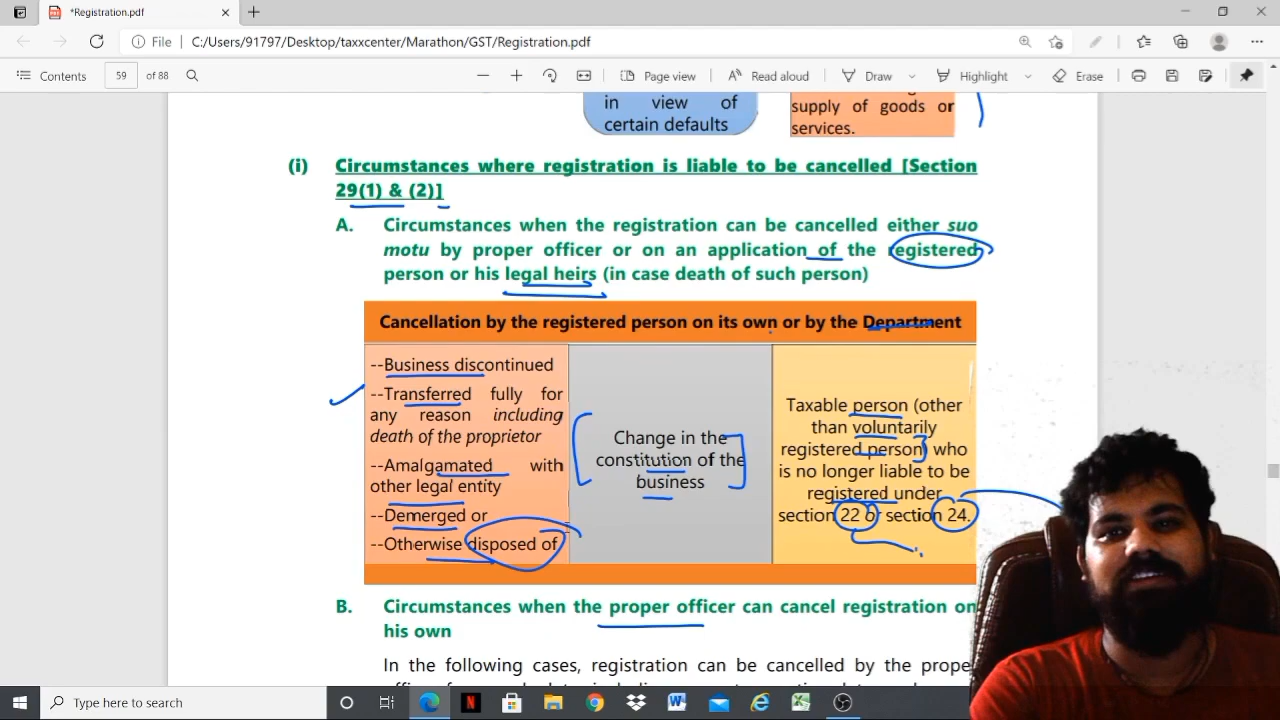 *Registration.pdf
File
C:/Users/91797/Desktop/taxxcenter/Marathon/GST/Registration.pdf
Contents
59
of 88
Page view
Read aloud
Draw
Highlight
Erase
in view of
certain defaults
supply of goods or
services.
(i) Circumstances where registration is liable to be cancelled [Section
29(1) & (2)]
A. Circumstances when the registration can be cancelled either suo
motu by proper officer or on an application of the registered
person or his legal heirs (in case death of such person)
Cancellation by the registered person on its own or by the Department
--Business discontinued
--Transferred fully for
any reason including
death of the proprietor
--Amalgamated with
other legal entity
--Demerged or
--Otherwise disposed of
Change in the
constitution of the
business
Taxable person (other
than voluntarily
registered person) who
is no longer liable to be
registered under
section 22 or section 24.
B. Circumstances when the proper officer can cancel registration on
his own
In the following cases, registration can be cancelled by the prope
Type here to search